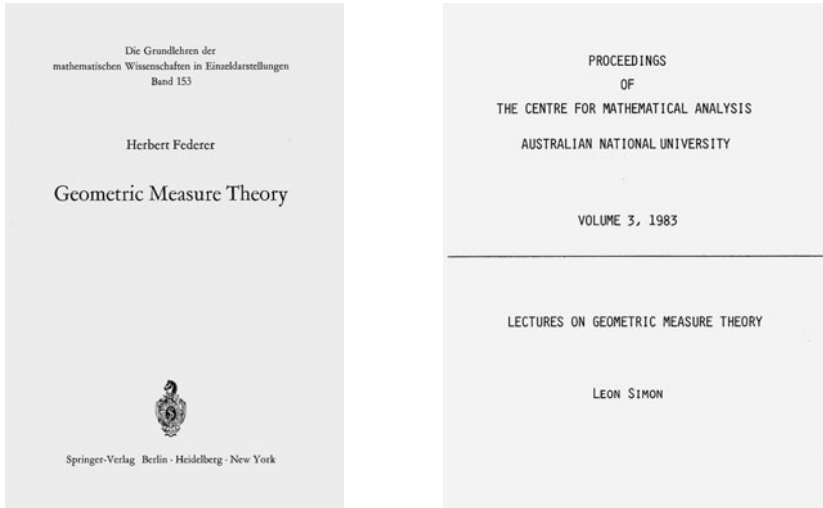 Die Grundlehren der
mathematischen Wissenschaften in Einzeldarstellungen
Band 153
Herbert Federer
Geometric Measure Theory
Springer-Verlag Berlin · Heidelberg · New York
PROCEEDINGS
OF
THE CENTRE FOR MATHEMATICAL ANALYSIS
AUSTRALIAN NATIONAL UNIVERSITY
VOLUME 3, 1983
LECTURES ON GEOMETRIC MEASURE THEORY
LEON SIMON